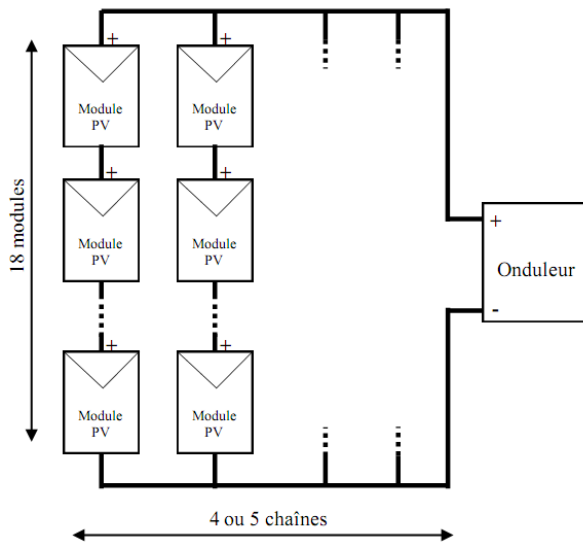 +
+
Module
PV
Module
PV
+
+
Module
PV
Module
PV
+
+
Module
PV
Module
PV
18 modules
+
Onduleur
-
4 ou 5 chaînes